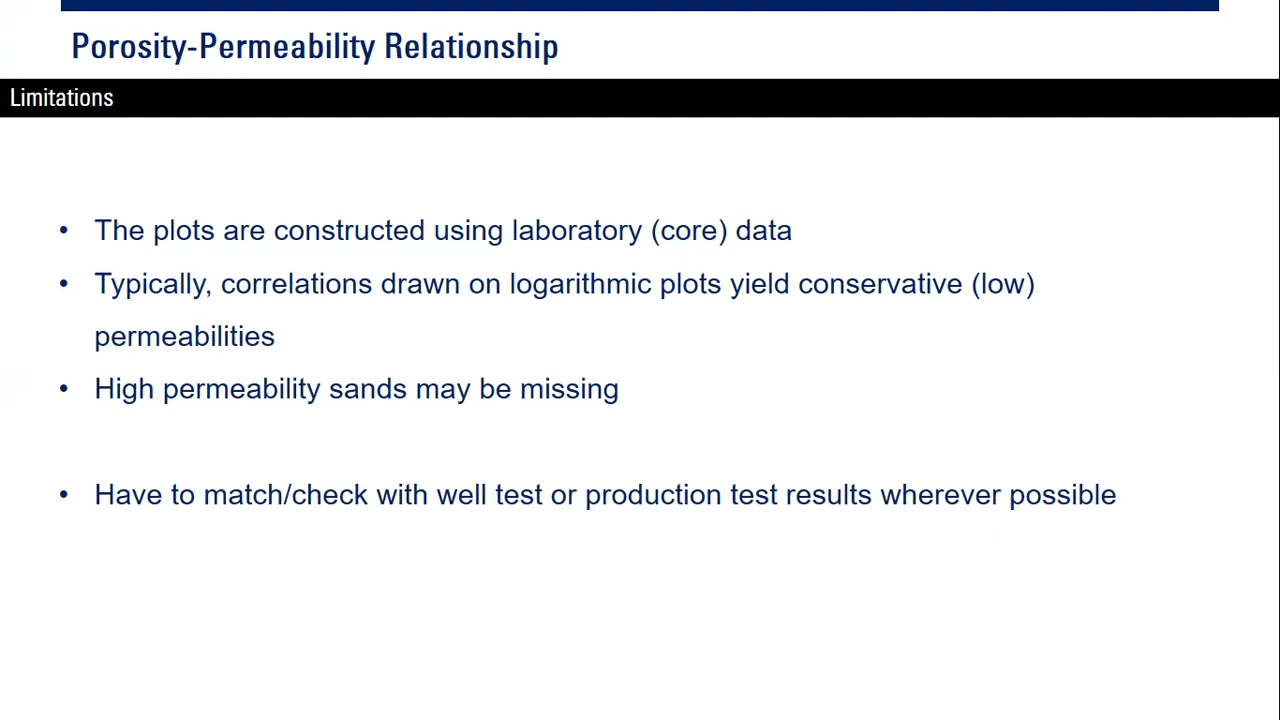 Porosity-Permeability Relationship
Limitations
• The plots are constructed using laboratory (core) data
• Typically, correlations drawn on logarithmic plots yield conservative (low)
permeabilities
• High permeability sands may be missing
• Have to match/check with well test or production test results wherever possible